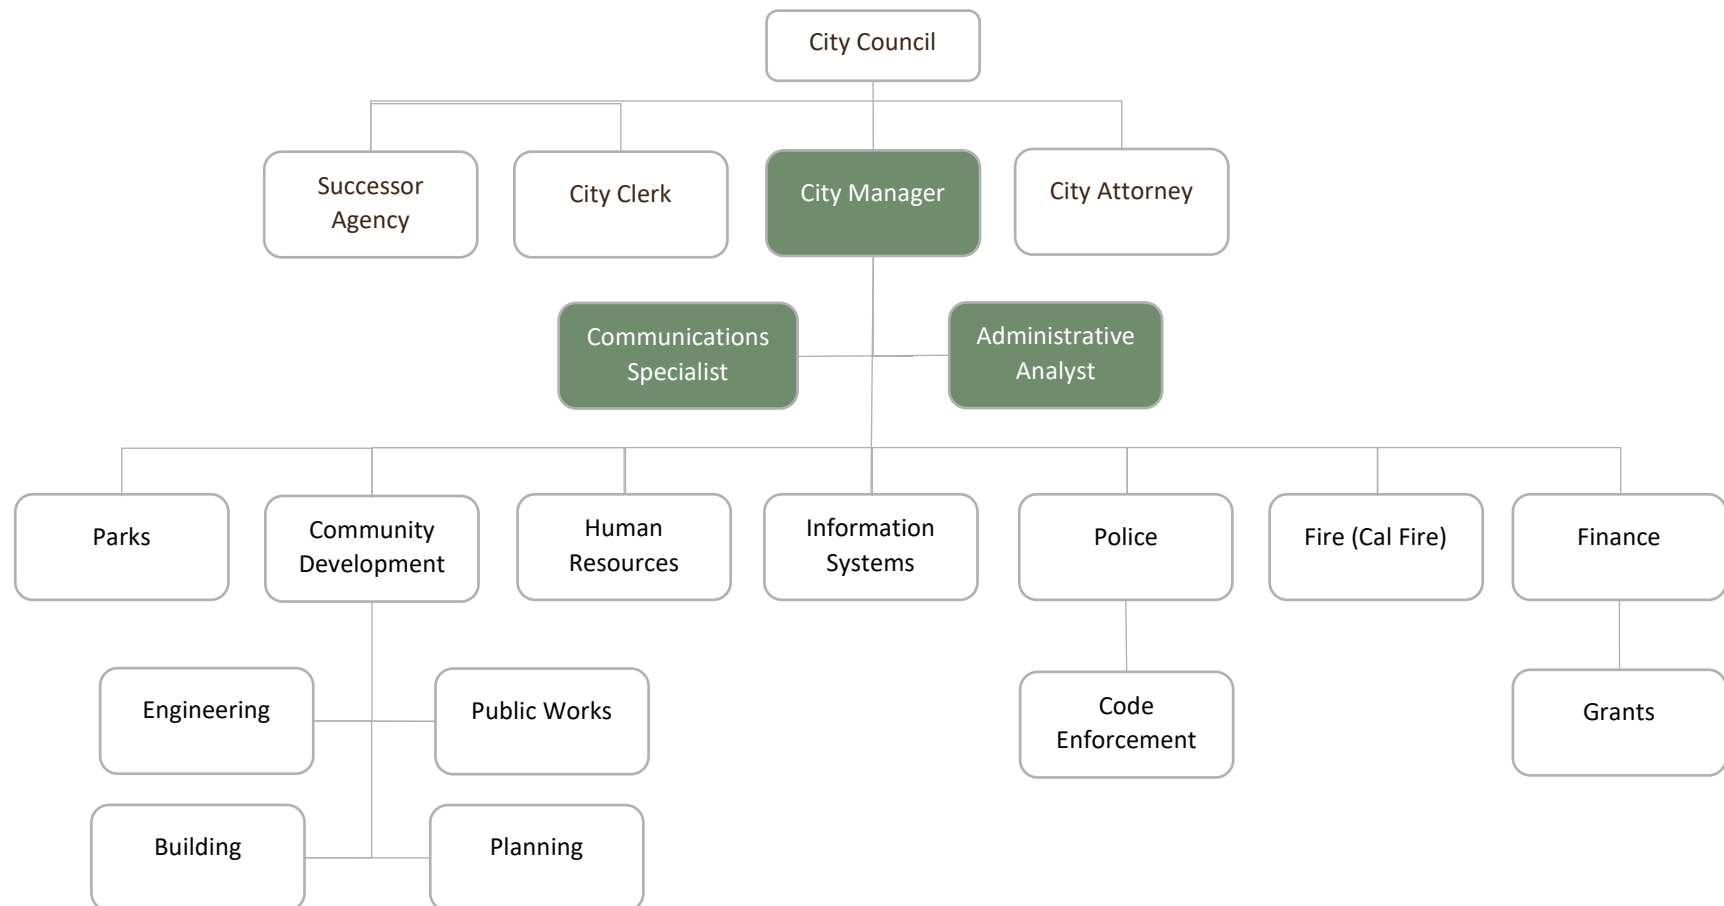 City Council
Successor
Agency
City Clerk
City Manager
City Attorney
Communications
Specialist
Administrative
Analyst
Parks
Community
Development
Human
Resources
Information
Systems
Police
Fire (Cal Fire)
Finance
Engineering
Public Works
Code
Enforcement
Grants
Building
Planning